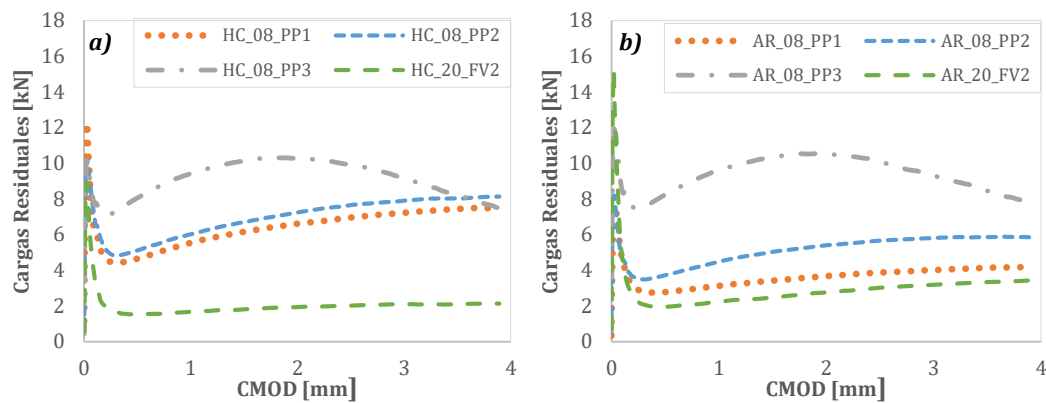 a)
HC_08_PP1
HC_08_PP2
HC_08_PP3
HC_20_FV2
Cargas Residuales [kN]
18
16
14
12
10
8
6
4
2
0
0
1
2
3
4
CMOD [mm]
b)
AR_08_PP1
AR_08_PP2
AR_08_PP3
AR_20_FV2
Cargas Residuales [kN]
18
16
14
12
10
8
6
4
2
0
0
1
2
3
4
CMOD [mm]